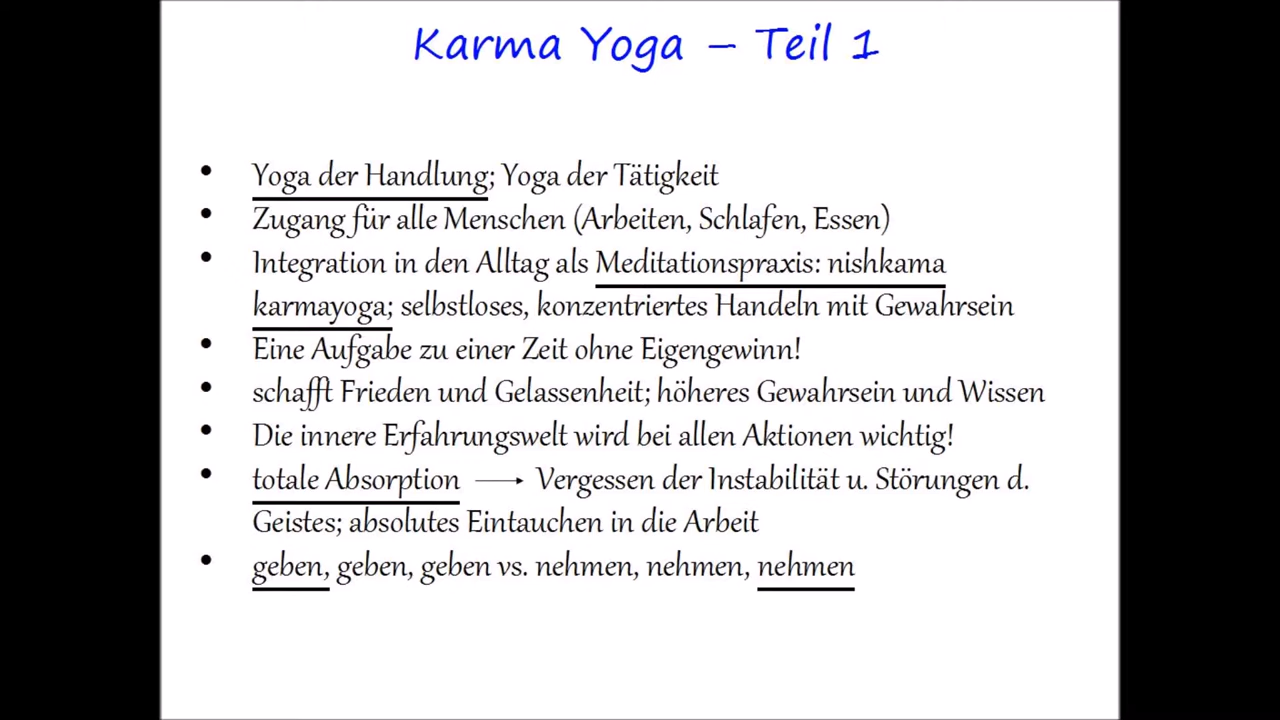 Karma Yoga – Teil 1
• Yoga der Handlung; Yoga der Tätigkeit
• Zugang für alle Menschen (Arbeiten, Schlafen, Essen)
• Integration in den Alltag als Meditationspraxis: nishkama
karmayoga; selbstloses, konzentriertes Handeln mit Gewahrsein
• Eine Aufgabe zu einer Zeit ohne Eigengewinn!
• schafft Frieden und Gelassenheit; höheres Gewahrsein und Wissen
• Die innere Erfahrungswelt wird bei allen Aktionen wichtig!
• totale Absorption → Vergessen der Instabilität u. Störungen d.
Geistes; absolutes Eintauchen in die Arbeit
• geben, geben, geben vs. nehmen, nehmen, nehmen